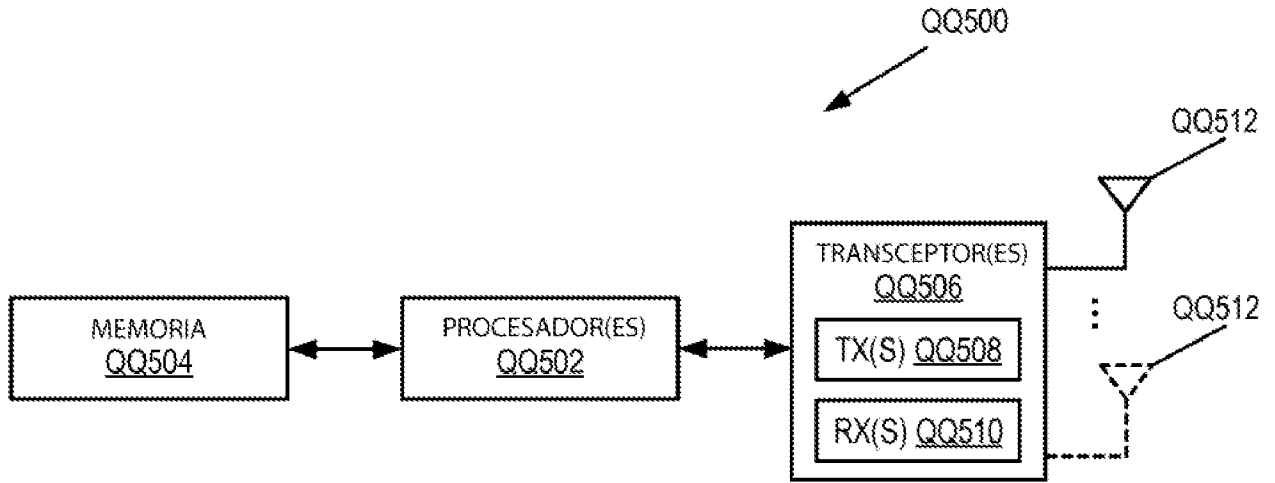 QQ500
QQ512
TRANSCEPTOR(ES)
QQ506
MEMORIA
QQ504
PROCESADOR(ES)
QQ502
TX(S) QQ508
RX(S) QQ510
QQ512